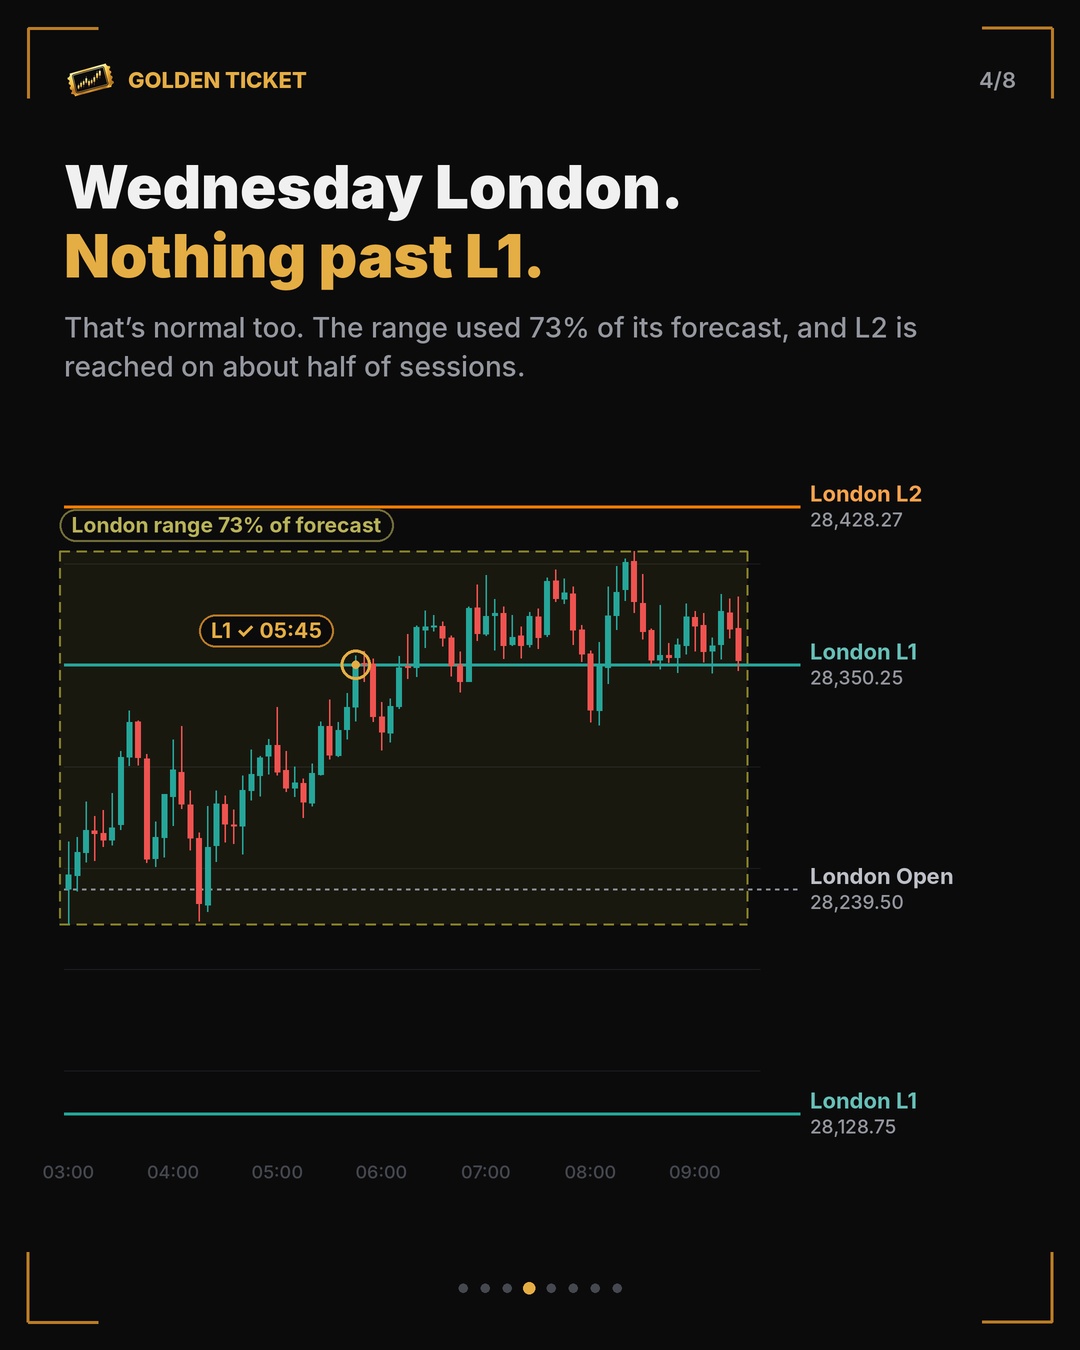 GOLDEN TICKET
4/8
Wednesday London.
Nothing past L1.
That’s normal too. The range used 73% of its forecast, and L2 is
reached on about half of sessions.
London L2
28,428.27
London range 73% of forecast
L1 ✓ 05:45
London L1
28,350.25
London Open
28,239.50
London L1
28,128.75
03:00 04:00 05:00 06:00 07:00 08:00 09:00